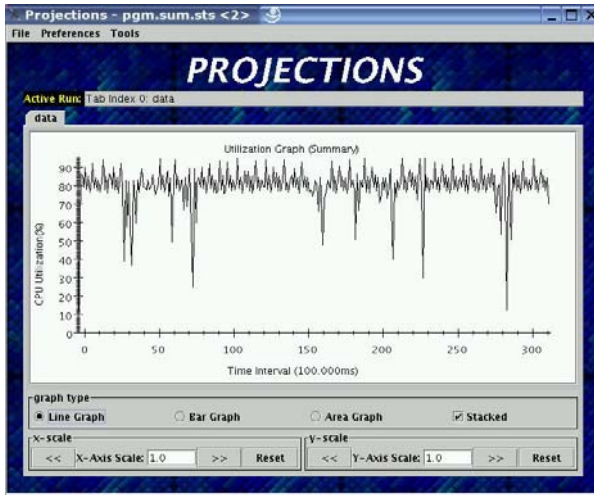 Projections - pgm.sum.sts <2>
File Preferences Tools
PROJECTIONS
Active Run: Tab Index 0: data
data
Utilization Graph (Summary)
CPU Utilization(%)
90
80
70
60
50
40
30
20
10
0
0 50 100 150 200 250 300
Time Interval (100.000ms)
graph type
Line Graph Bar Graph Area Graph Stacked
x-scale y-scale
<< X-Axis Scale: 1.0 >> Reset << Y-Axis Scale: 1.0 >> Reset